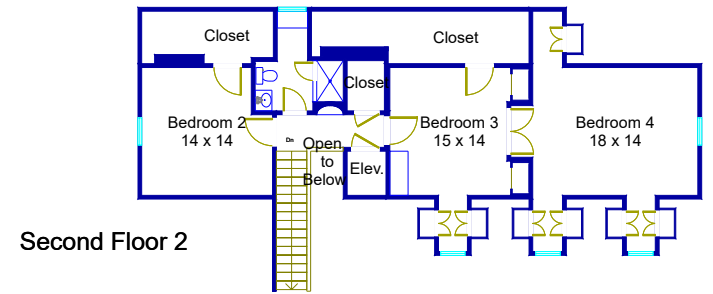 Closet
Closet
Closet
Bedroom 2
14 x 14
Bedroom 3
15 x 14
Bedroom 4
18 x 14
Dn
Open
to
Below
Elev.
Second Floor 2